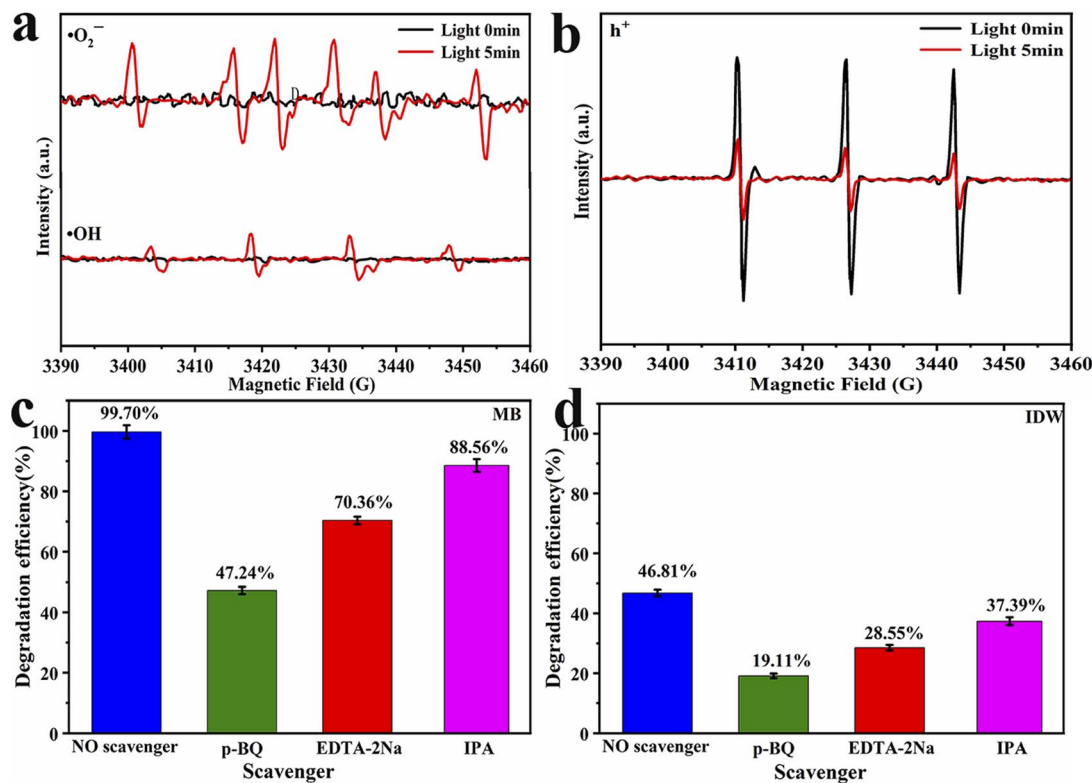 a
•O₂⁻
Light 0min
Light 5min
D
•OH
Intensity (a.u.)
3390 3400 3410 3420 3430 3440 3450 3460
Magnetic Field (G)
b
h⁺
Light 0min
Light 5min
Intensity (a.u.)
3390 3400 3410 3420 3430 3440 3450 3460
Magnetic Field (G)
c
MB
Degradation efficiency(%)
100
80
60
40
20
0
99.70%
47.24%
70.36%
88.56%
NO scavenger p-BQ EDTA-2Na IPA
Scavenger
d
IDW
Degradation efficiency(%)
100
80
60
40
20
0
46.81%
19.11%
28.55%
37.39%
NO scavenger p-BQ EDTA-2Na IPA
Scavenger